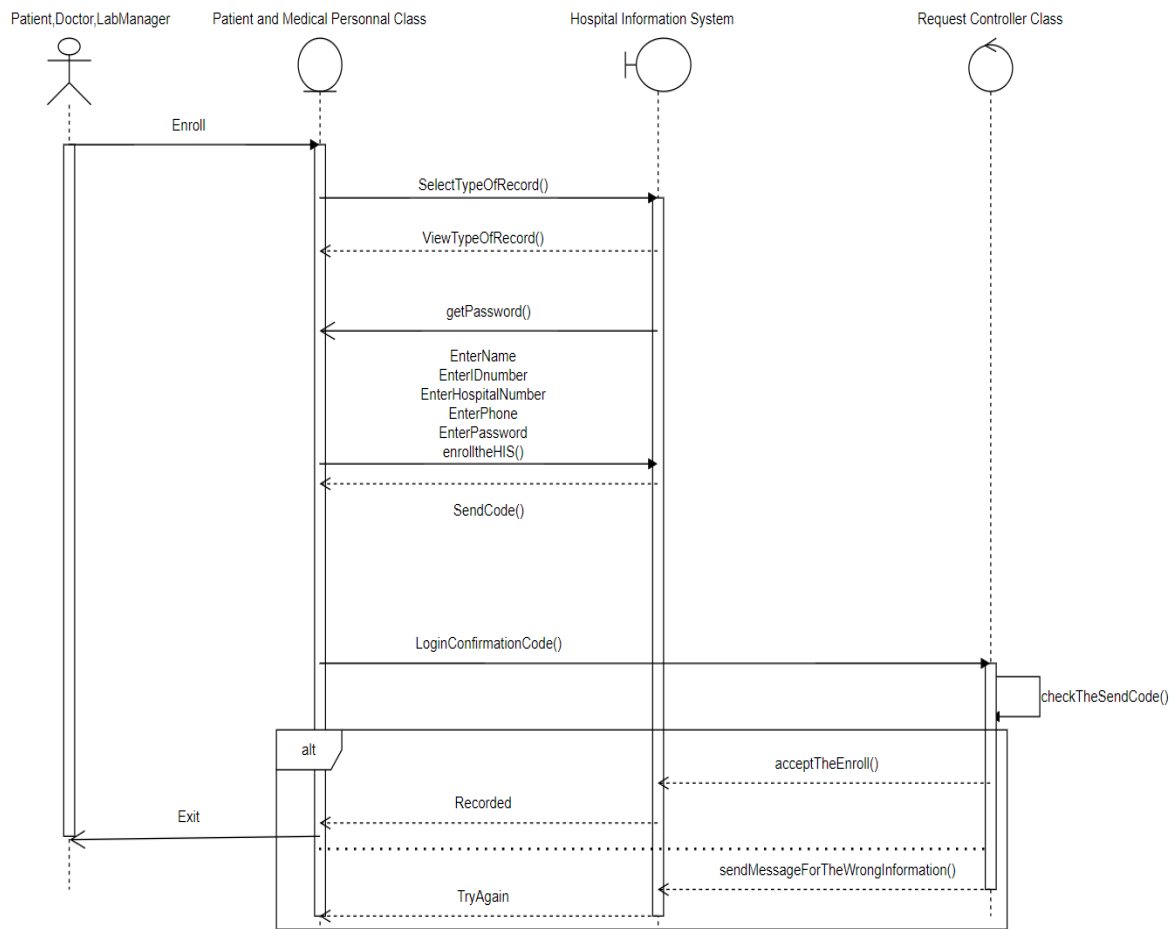 Patient,Doctor,LabManager
Patient and Medical Personnal Class
Hospital Information System
Request Controller Class
Enroll
SelectTypeOfRecord()
ViewTypeOfRecord()
getPassword()
EnterName
EnterIDnumber
EnterHospitalNumber
EnterPhone
EnterPassword
enrolltheHIS()
SendCode()
LoginConfirmationCode()
checkTheSendCode()
alt
acceptTheEnroll()
Recorded
Exit
sendMessageForTheWrongInformation()
TryAgain